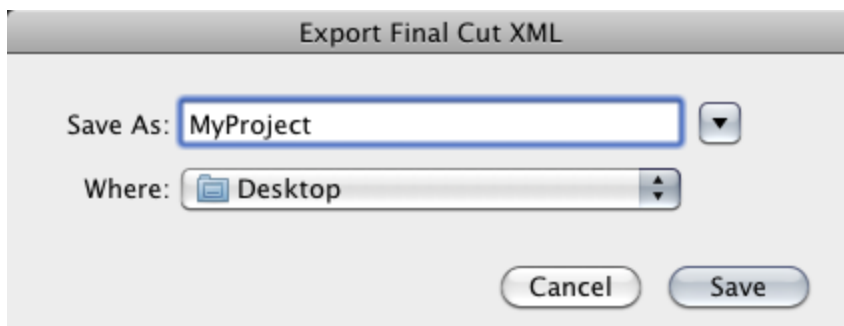 Export Final Cut XML
Save As: MyProject
Where: Desktop
Cancel Save